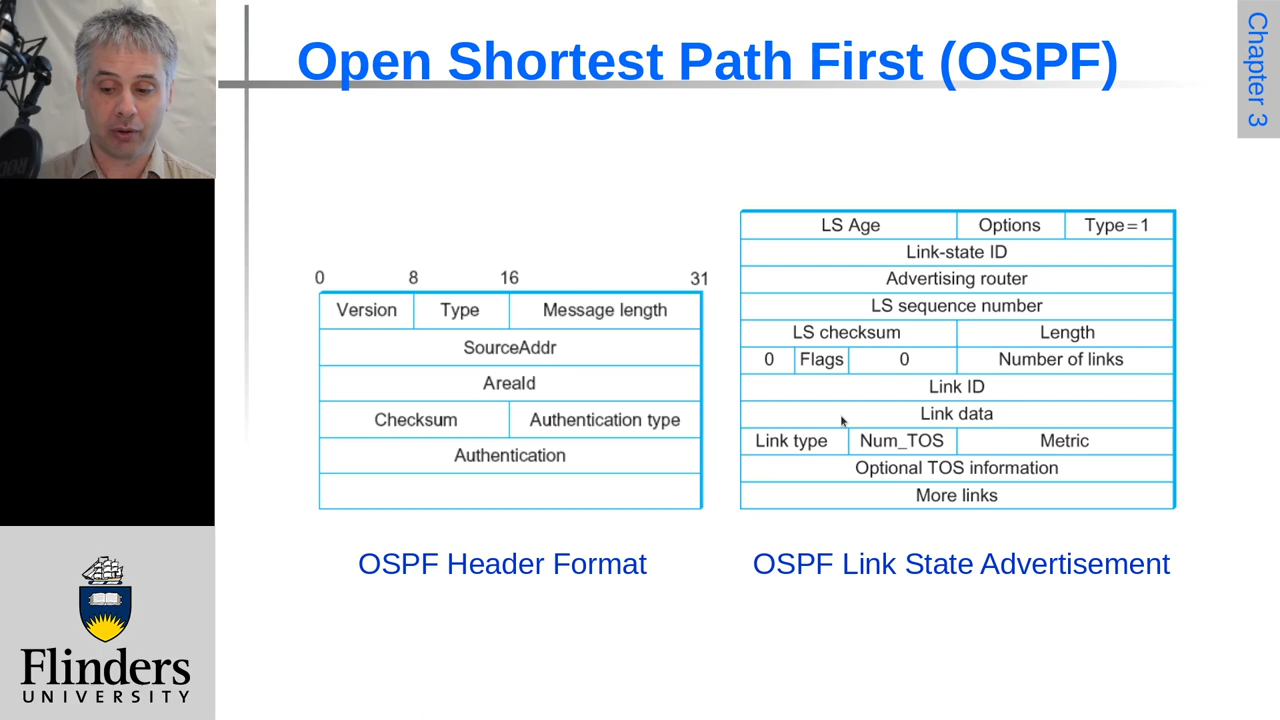 Open Shortest Path First (OSPF)
Chapter 3
0 8 16 31
Version Type Message length
SourceAddr
AreaId
Checksum Authentication type
Authentication
OSPF Header Format
LS Age Options Type=1
Link-state ID
Advertising router
LS sequence number
LS checksum Length
0 Flags 0 Number of links
Link ID
Link data
Link type Num_TOS Metric
Optional TOS information
More links
OSPF Link State Advertisement
Flinders
UNIVERSITY